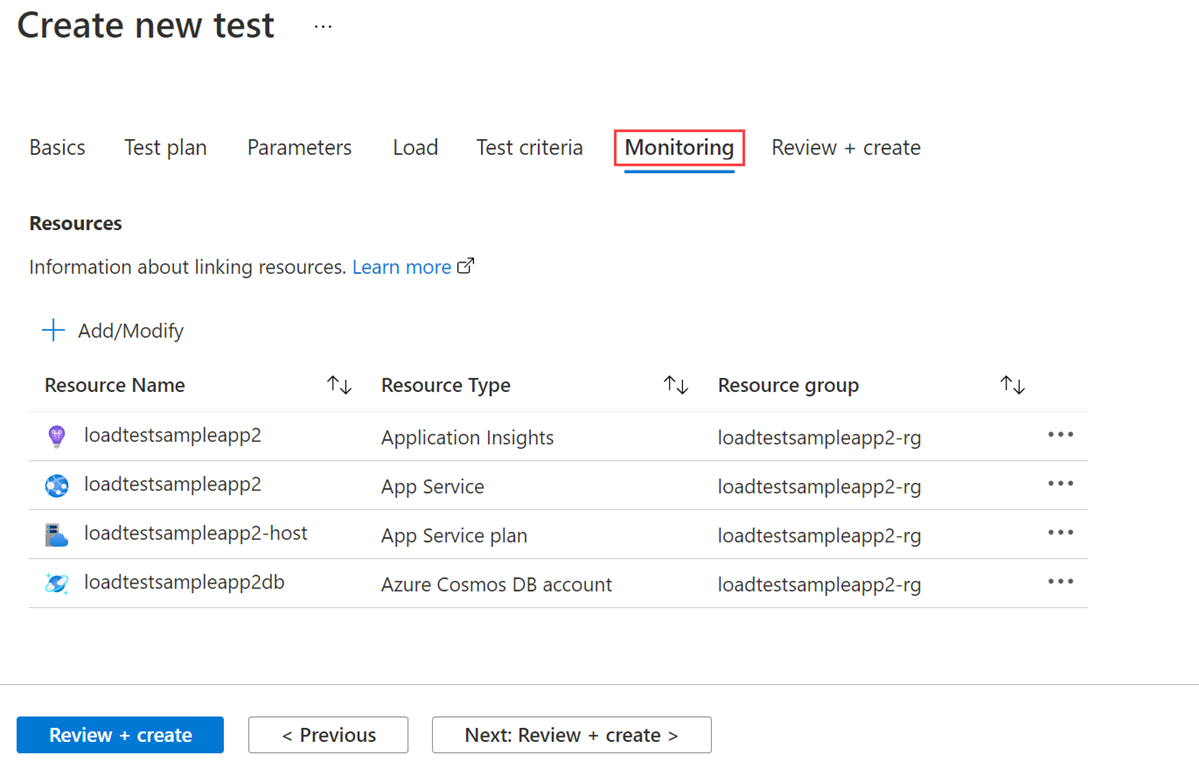 Create new test ...
Basics Test plan Parameters Load Test criteria Monitoring Review + create
Resources
Information about linking resources. Learn more
+ Add/Modify
Resource Name ↑↓ Resource Type ↑↓ Resource group ↑↓
loadtestsampleapp2 Application Insights loadtestsampleapp2-rg ...
loadtestsampleapp2 App Service loadtestsampleapp2-rg ...
loadtestsampleapp2-host App Service plan loadtestsampleapp2-rg ...
loadtestsampleapp2db Azure Cosmos DB account loadtestsampleapp2-rg ...
Review + create < Previous Next: Review + create >